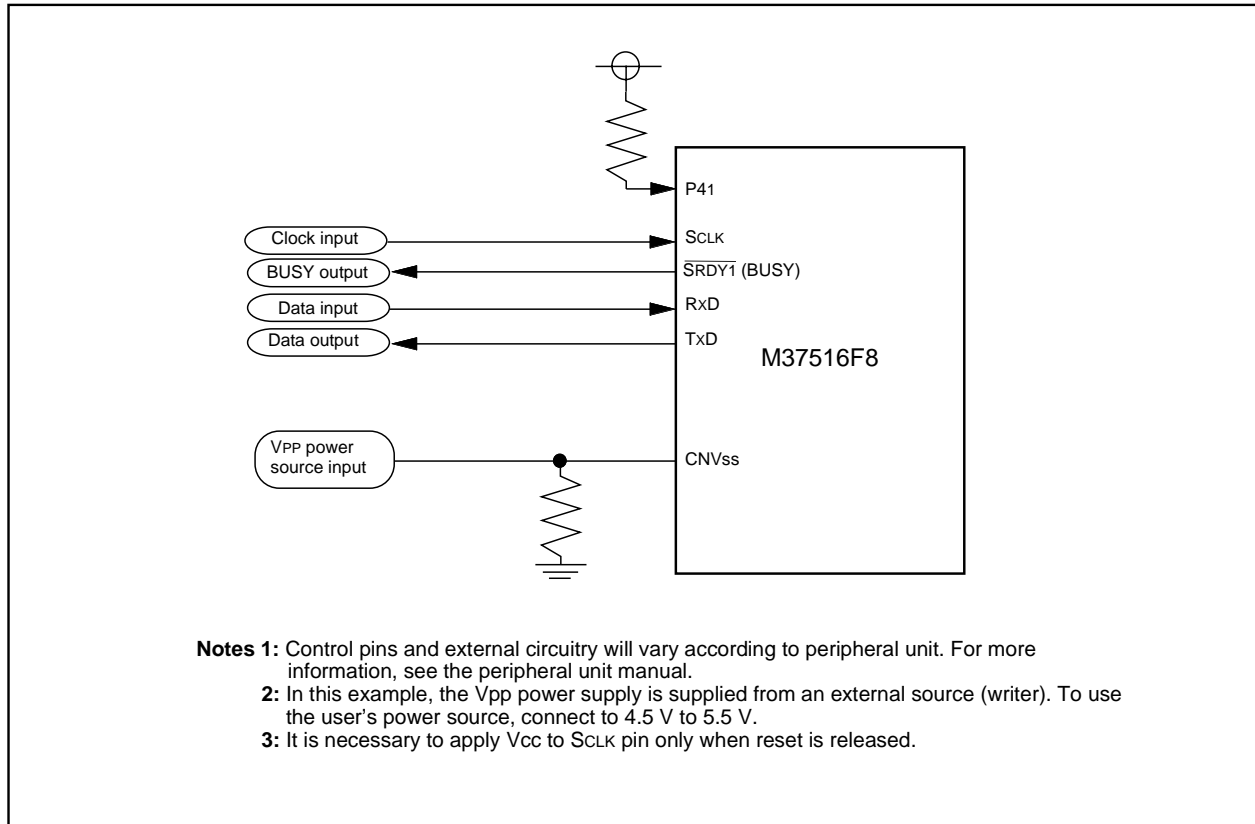 P41
Clock input
SCLK
BUSY output
SRDY1 (BUSY)
Data input
RxD
Data output
TxD
M37516F8
VPP power
source input
CNVss
Notes 1: Control pins and external circuitry will vary according to peripheral unit. For more
information, see the peripheral unit manual.
2: In this example, the Vpp power supply is supplied from an external source (writer). To use
the user's power source, connect to 4.5 V to 5.5 V.
3: It is necessary to apply Vcc to SCLK pin only when reset is released.